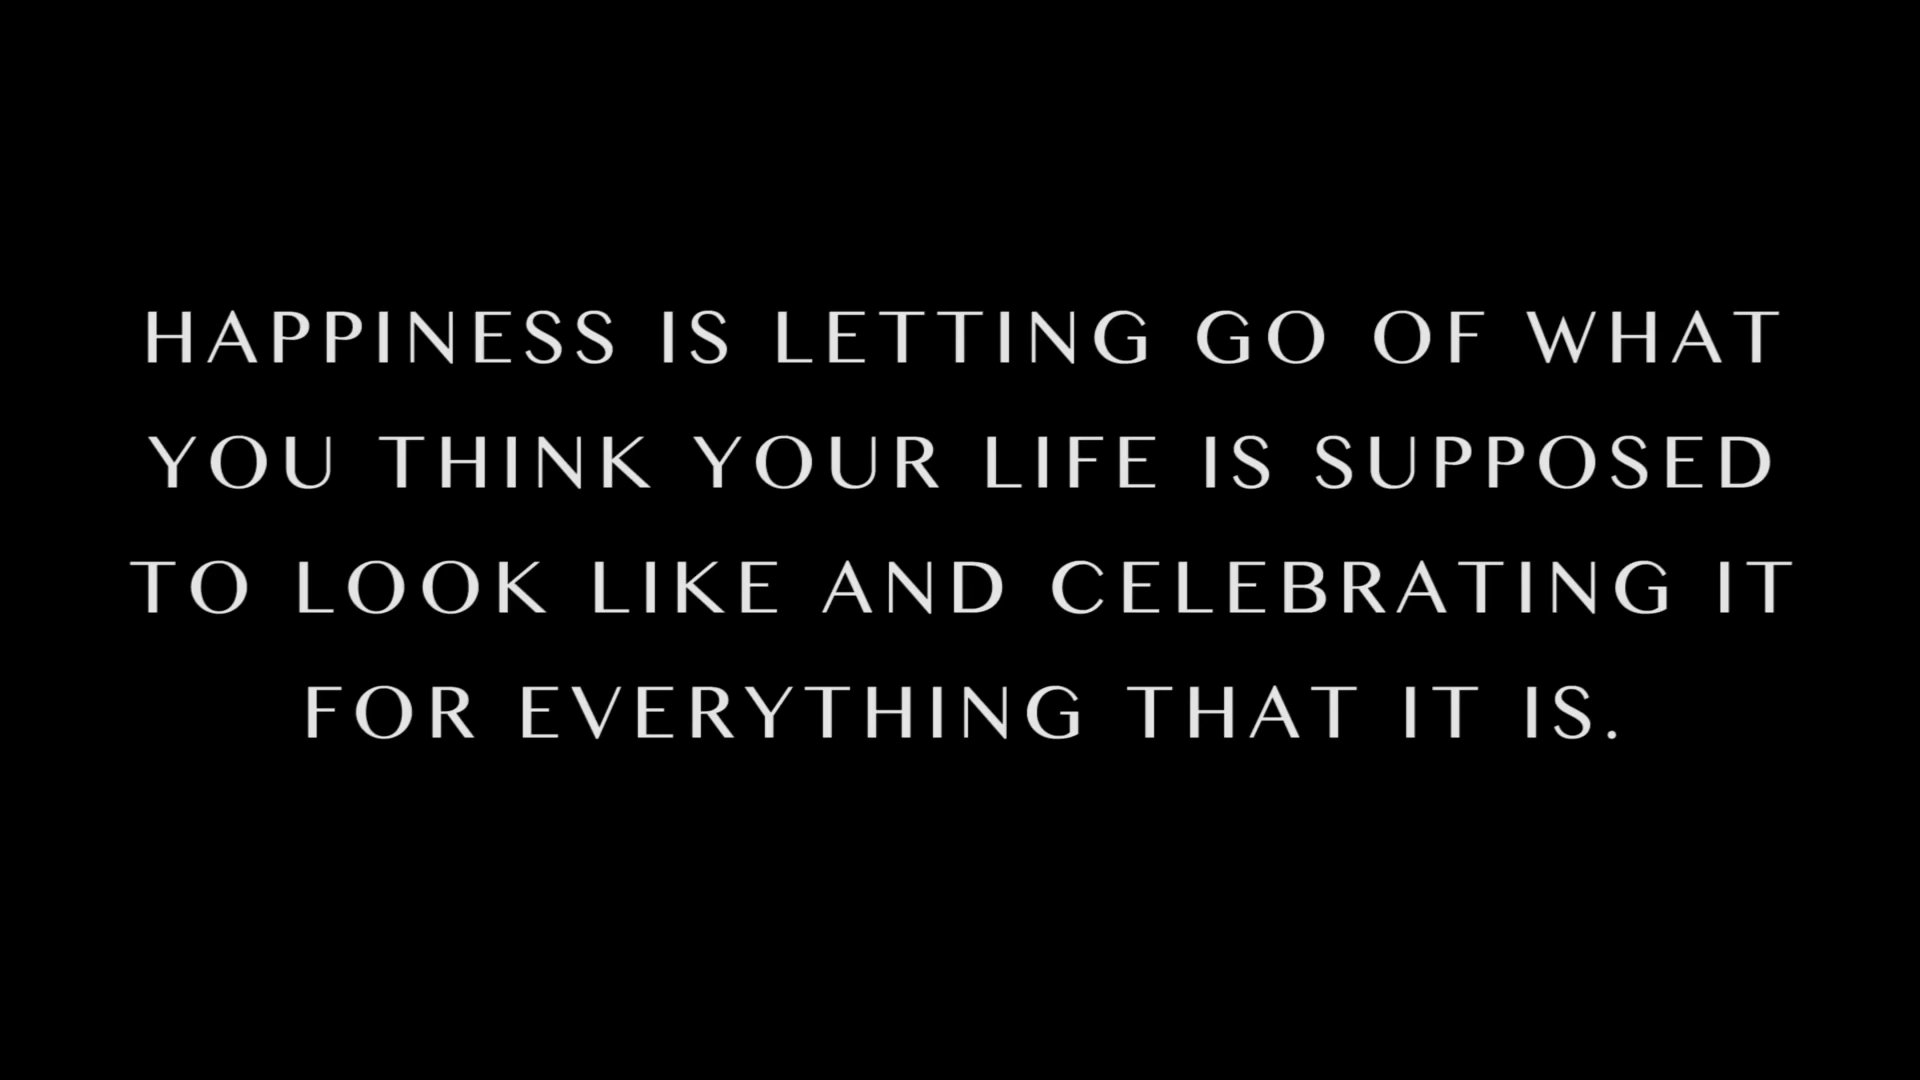 HAPPINESS IS LETTING GO OF WHAT
YOU THINK YOUR LIFE IS SUPPOSED
TO LOOK LIKE AND CELEBRATING IT
FOR EVERYTHING THAT IT IS.